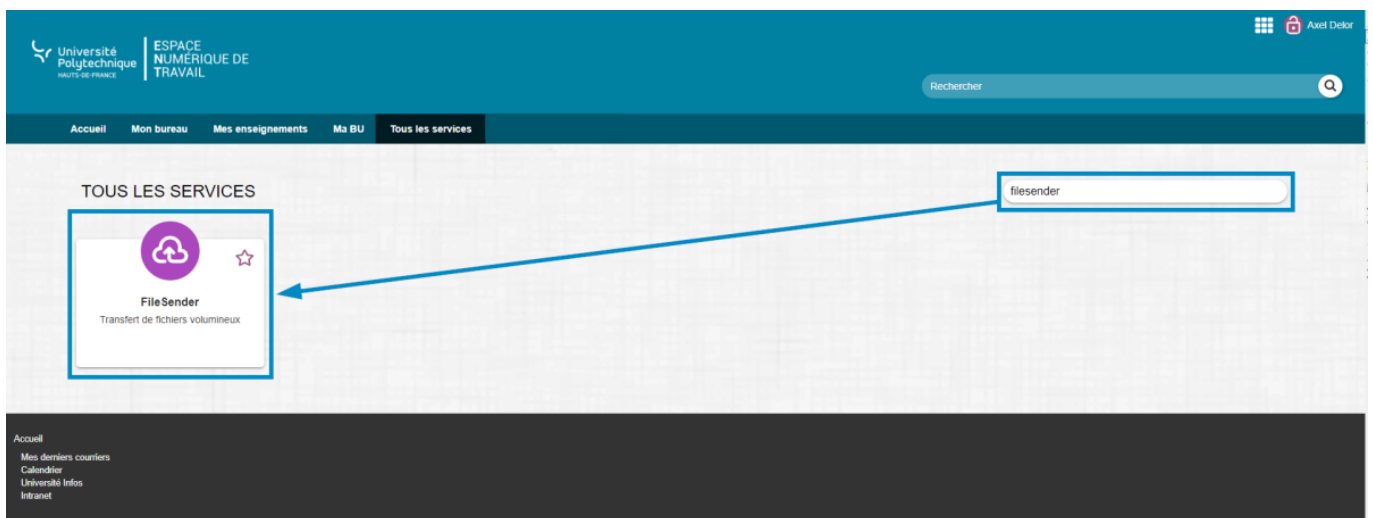 Axel Delor
Université
Polytechnique
HAUTS-DE-FRANCE
ESPACE
NUMÉRIQUE DE
TRAVAIL
Rechercher
Accueil Mon bureau Mes enseignements Ma BU Tous les services
TOUS LES SERVICES
filesender
FileSender
Transfert de fichiers volumineux
Accueil
Mes derniers courriers
Calendrier
Université Infos
Intranet